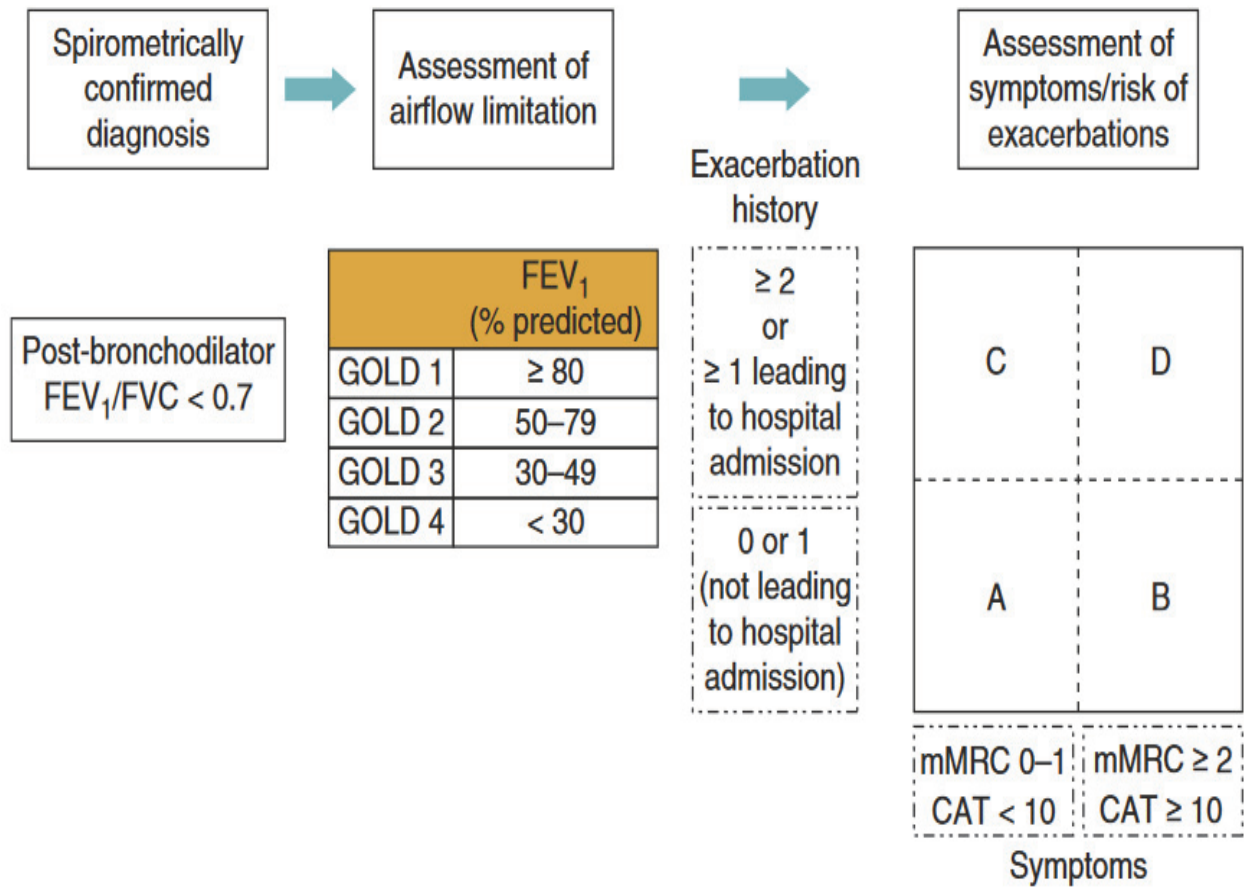 Spirometrically
confirmed
diagnosis
Assessment of
airflow limitation
Assessment of
symptoms/risk of
exacerbations
Exacerbation
history
Post-bronchodilator
FEV₁/FVC < 0.7
FEV₁
(% predicted)
GOLD 1 ≥ 80
GOLD 2 50–79
GOLD 3 30–49
GOLD 4 < 30
≥ 2
or
≥ 1 leading
to hospital
admission
0 or 1
(not leading
to hospital
admission)
C D
A B
mMRC 0–1
CAT < 10
mMRC ≥ 2
CAT ≥ 10
Symptoms